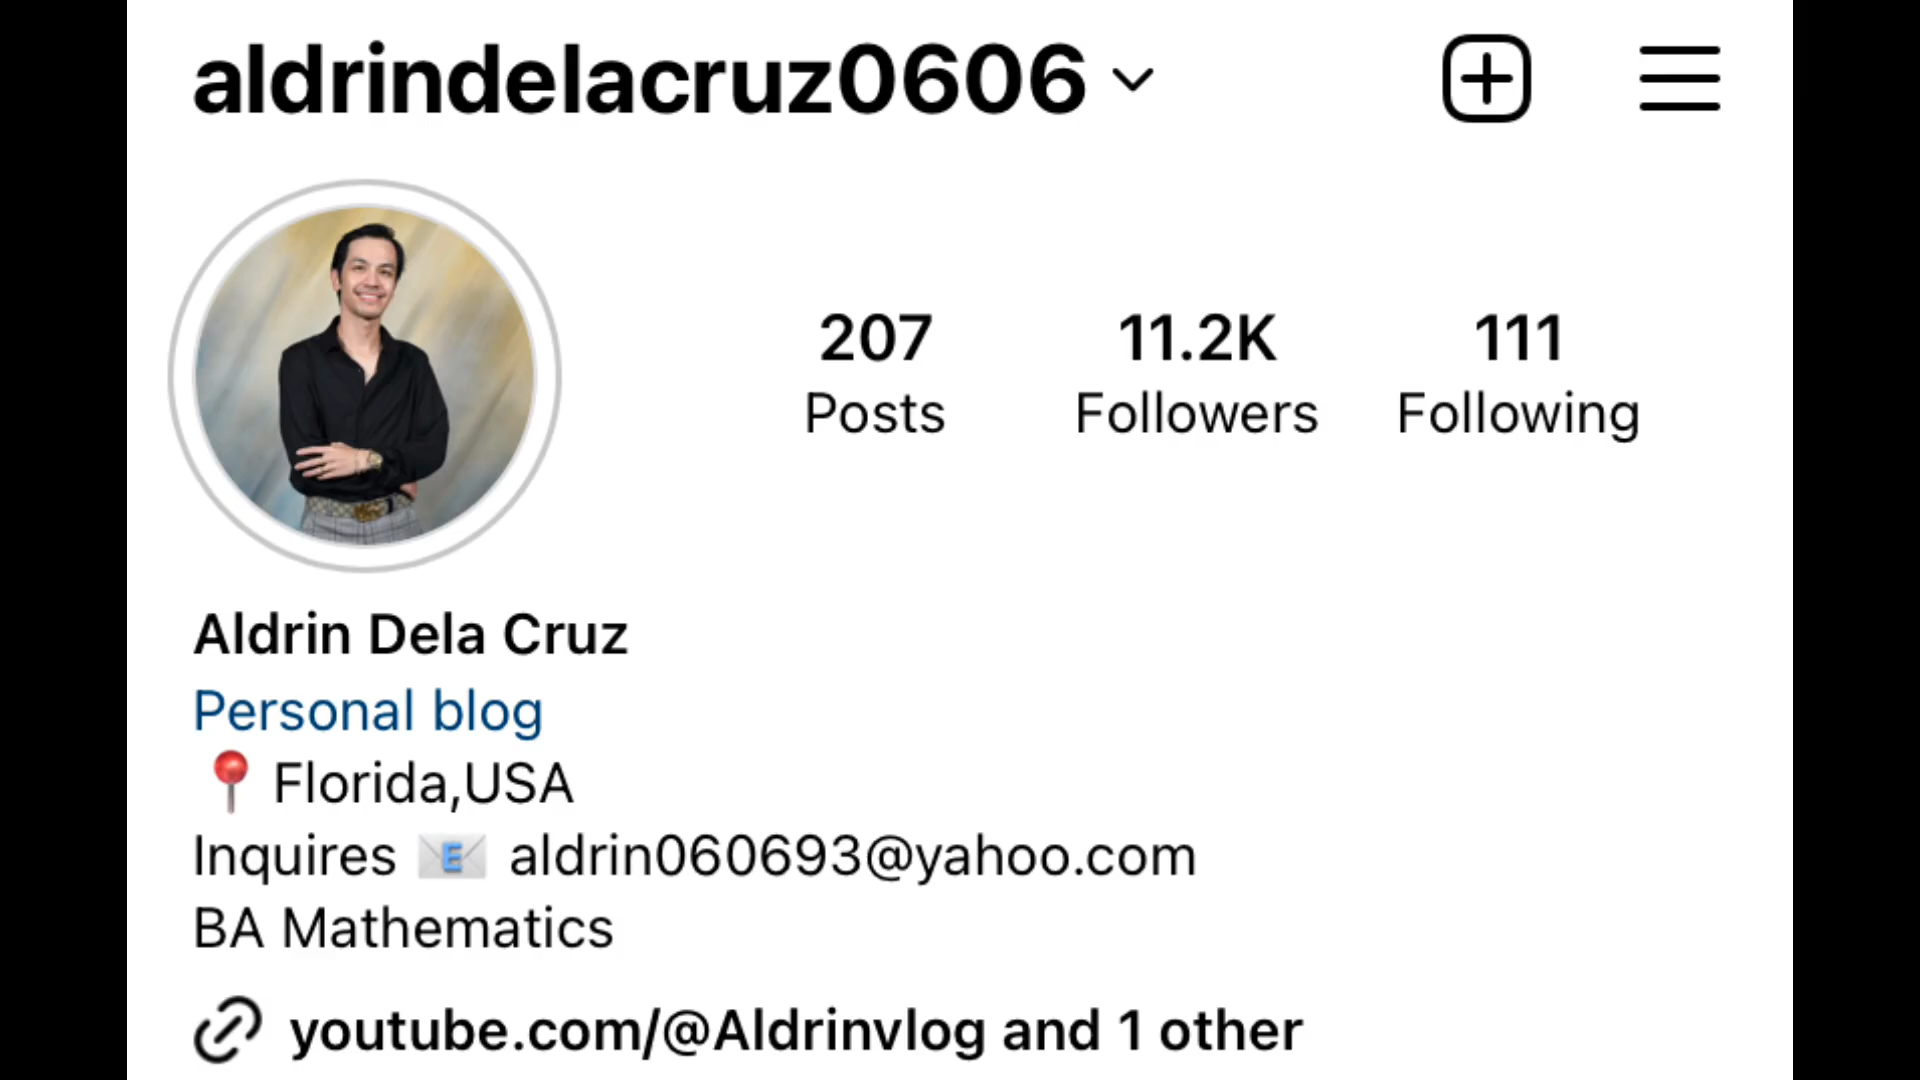 aldrindelacruz0606
207 11.2K 111
Posts Followers Following
Aldrin Dela Cruz
Personal blog
📍 Florida,USA
Inquires 📧 aldrin060693@yahoo.com
BA Mathematics
youtube.com/@Aldrinvlog and 1 other